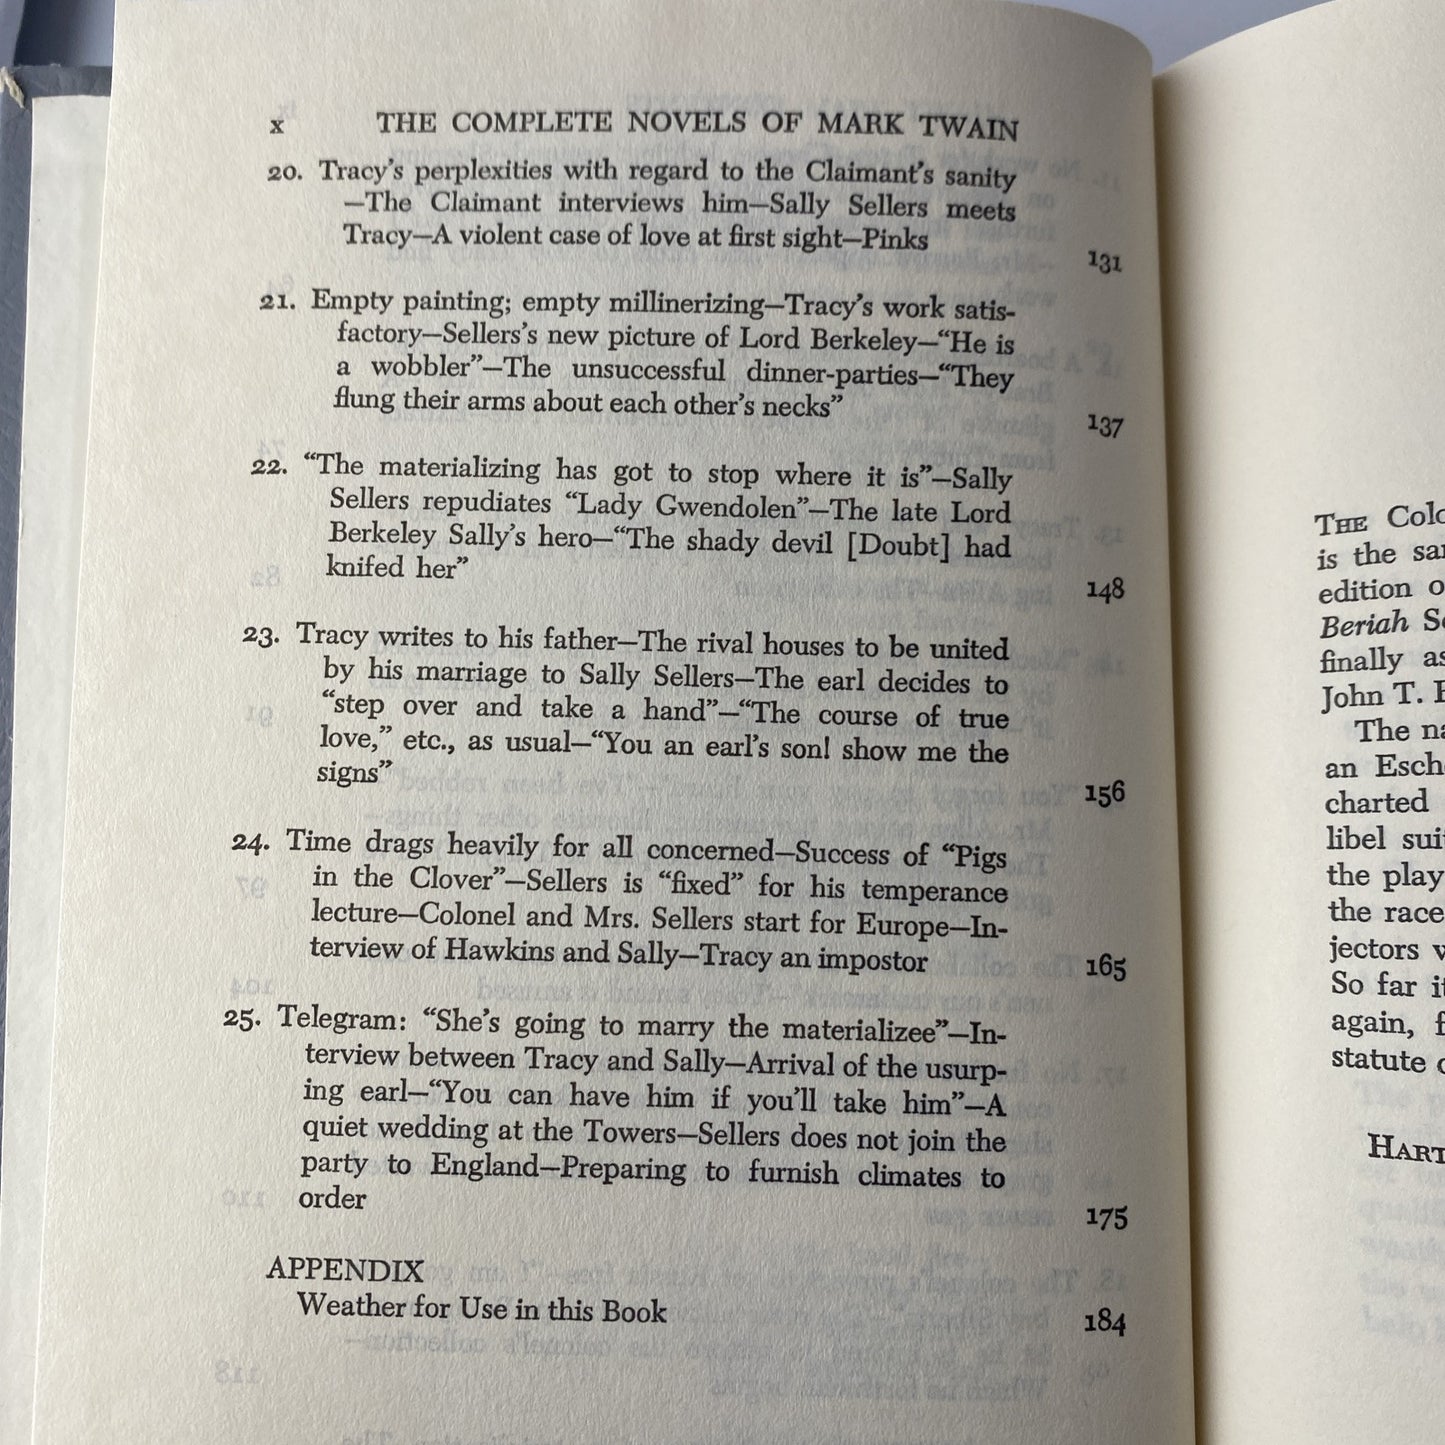 x THE COMPLETE NOVELS OF MARK TWAIN
20. Tracy's perplexities with regard to the Claimant's sanity
—The Claimant interviews him—Sally Sellers meets
Tracy—A violent case of love at first sight—Pinks 131
21. Empty painting; empty millinerizing—Tracy's work satis-
factory—Sellers's new picture of Lord Berkeley—“He is
a wobbler”—The unsuccessful dinner-parties—“They
flung their arms about each other's necks” 137
22. “The materializing has got to stop where it is”—Sally
Sellers repudiates “Lady Gwendolen”—The late Lord
Berkeley Sally's hero—“The shady devil [Doubt] had
knifed her” 148
23. Tracy writes to his father—The rival houses to be united
by his marriage to Sally Sellers—The earl decides to
“step over and take a hand”—“The course of true
love,” etc., as usual—“You an earl's son! show me the
signs” 156
24. Time drags heavily for all concerned—Success of “Pigs
in the Clover”—Sellers is “fixed” for his temperance
lecture—Colonel and Mrs. Sellers start for Europe—In-
terview of Hawkins and Sally—Tracy an impostor 165
25. Telegram: “She's going to marry the materializee”—In-
terview between Tracy and Sally—Arrival of the usurp-
ing earl—“You can have him if you'll take him”—A
quiet wedding at the Towers—Sellers does not join the
party to England—Preparing to furnish climates to
order 175
APPENDIX
Weather for Use in this Book 184
THE
is the
edition
Beriah
finally
John T.
The
an
charted
libel
the play
the race
So far
again,
statute